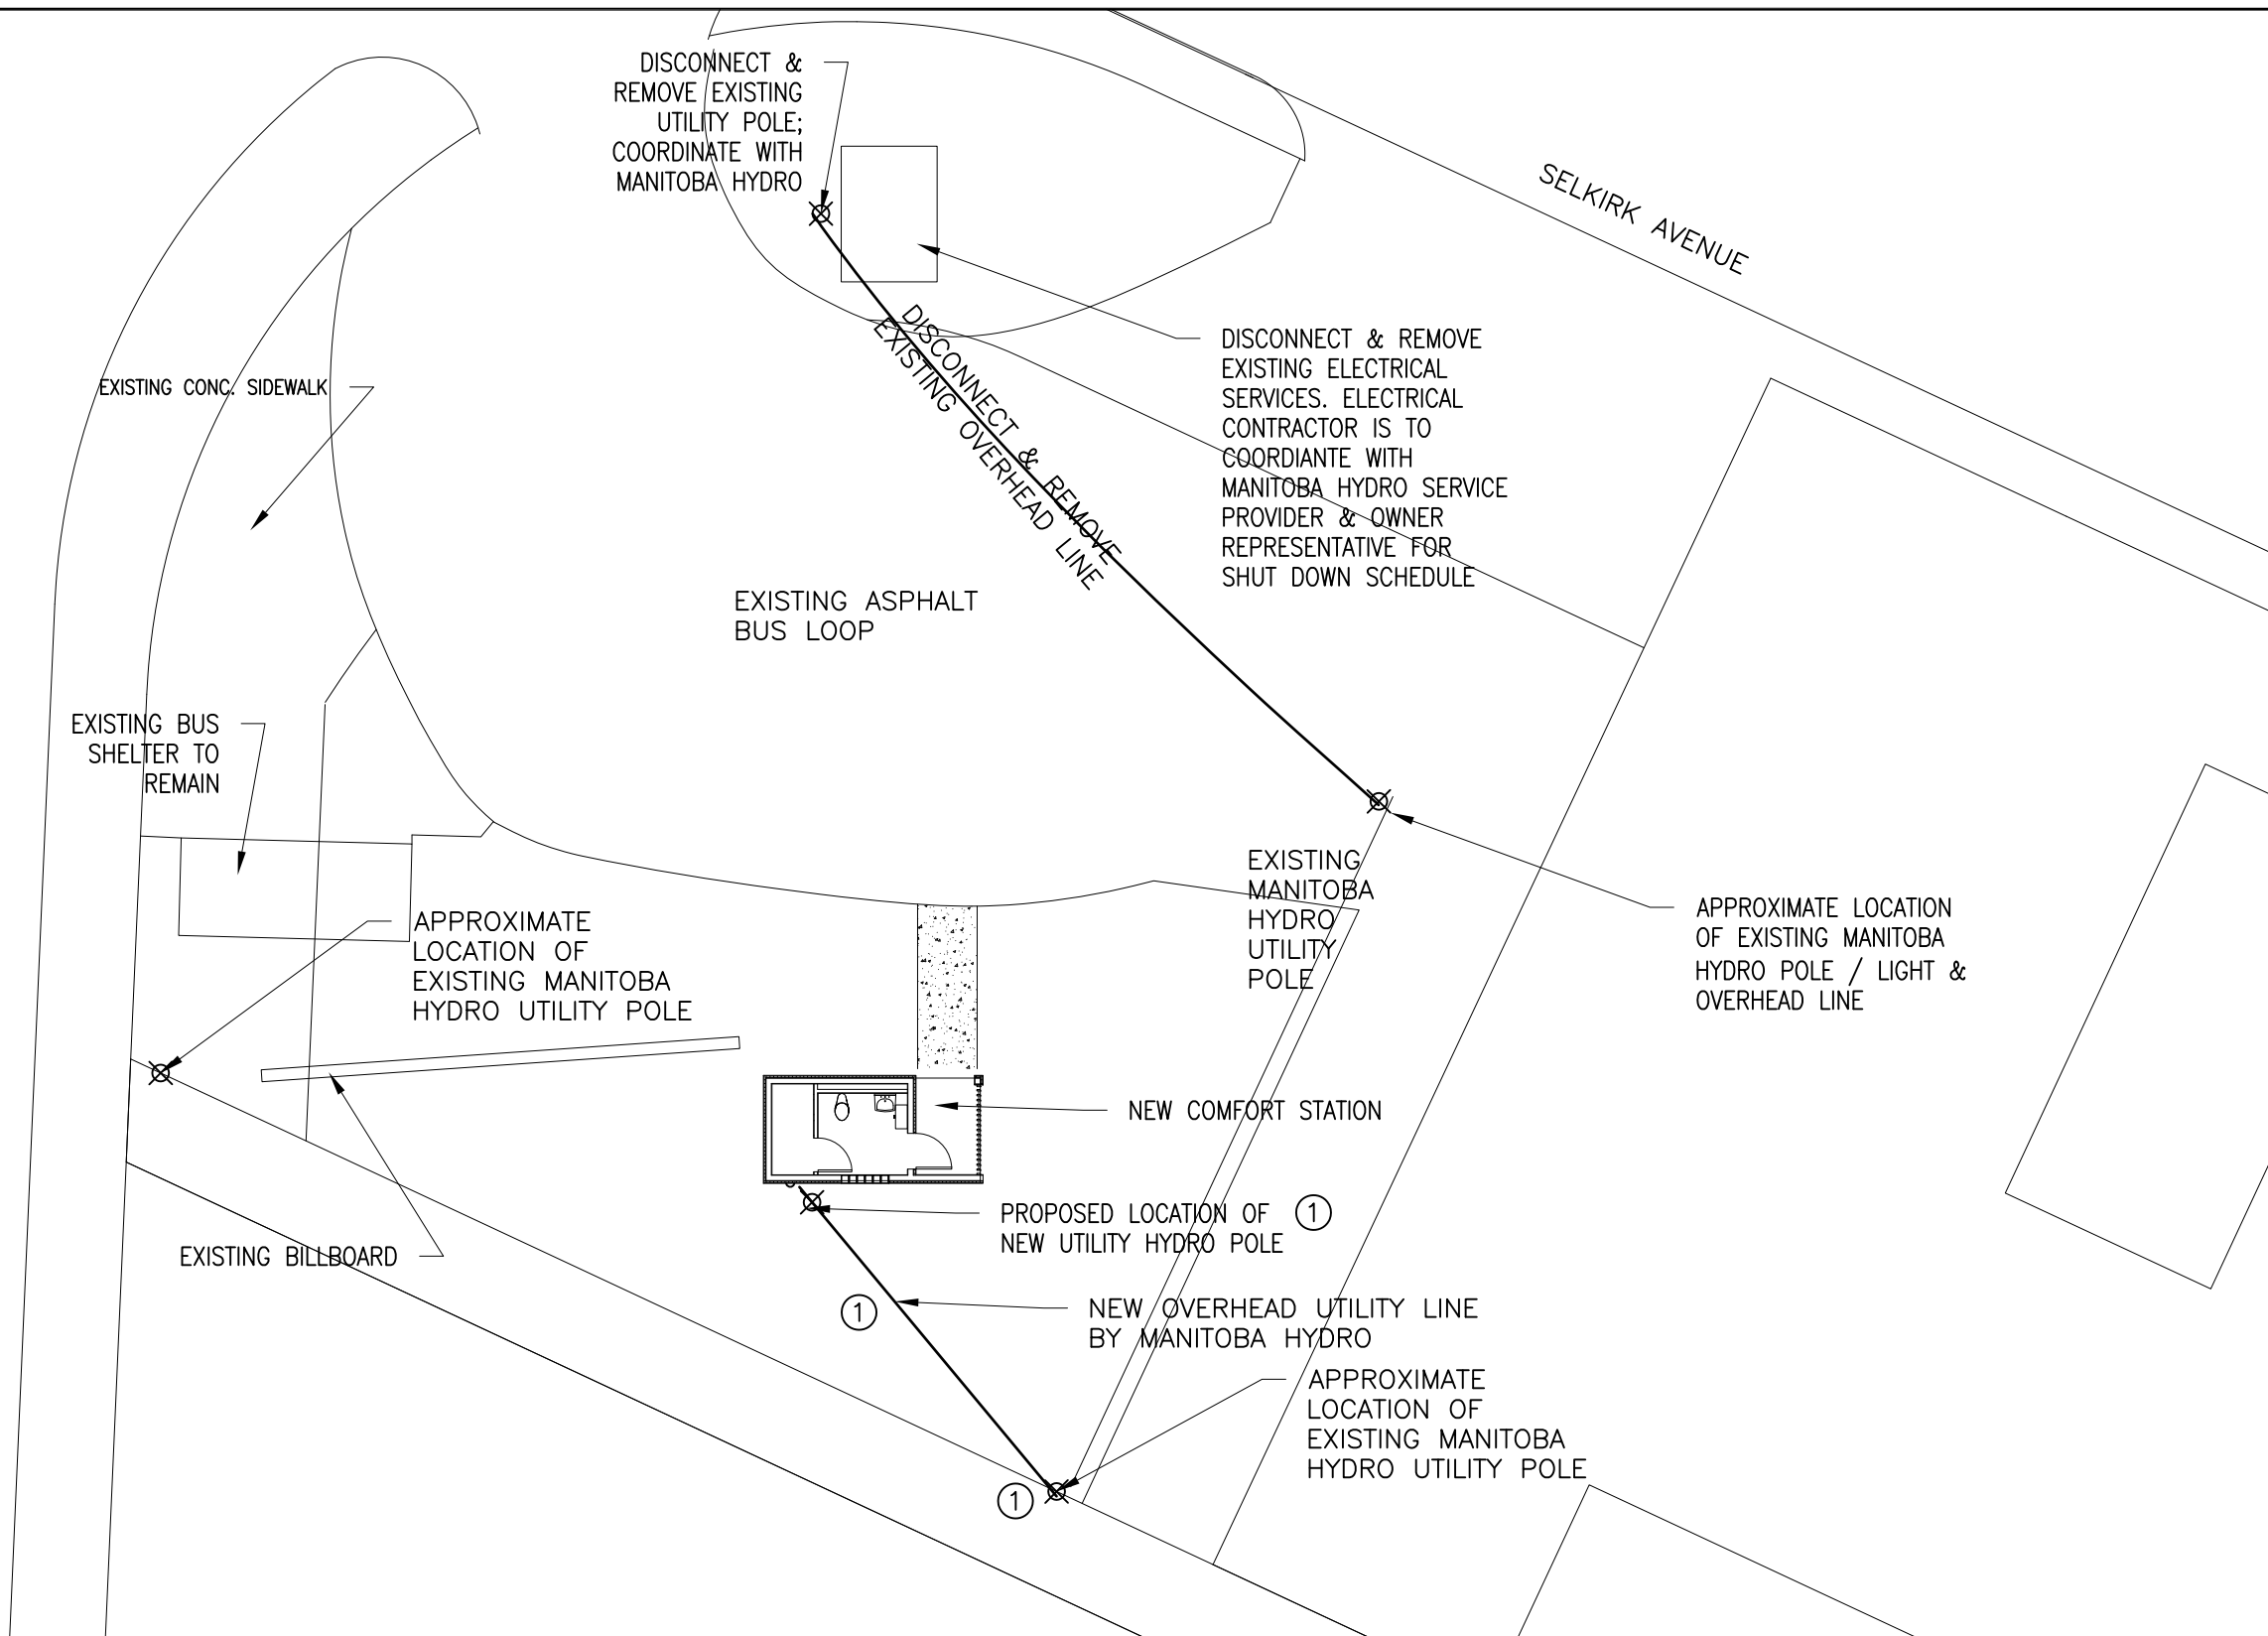 DISCONNECT &
REMOVE EXISTING
UTILITY POLE;
COORDINATE WITH
MANITOBA HYDRO
SELKIRK AVENUE
DISCONNECT & REMOVE
EXISTING OVERHEAD LINE
DISCONNECT & REMOVE
EXISTING ELECTRICAL
SERVICES. ELECTRICAL
CONTRACTOR IS TO
COORDIANTE WITH
MANITOBA HYDRO SERVICE
PROVIDER & OWNER
REPRESENTATIVE FOR
SHUT DOWN SCHEDULE
EXISTING CONC. SIDEWALK
EXISTING ASPHALT
BUS LOOP
EXISTING BUS
SHELTER TO
REMAIN
EXISTING
MANITOBA
HYDRO
UTILITY
POLE
APPROXIMATE LOCATION
OF EXISTING MANITOBA
HYDRO POLE / LIGHT &
OVERHEAD LINE
APPROXIMATE
LOCATION OF
EXISTING MANITOBA
HYDRO UTILITY POLE
NEW COMFORT STATION
PROPOSED LOCATION OF 1
NEW UTILITY HYDRO POLE
EXISTING BILLBOARD
1
NEW OVERHEAD UTILITY LINE
BY MANITOBA HYDRO
APPROXIMATE
LOCATION OF
EXISTING MANITOBA
HYDRO UTILITY POLE
1